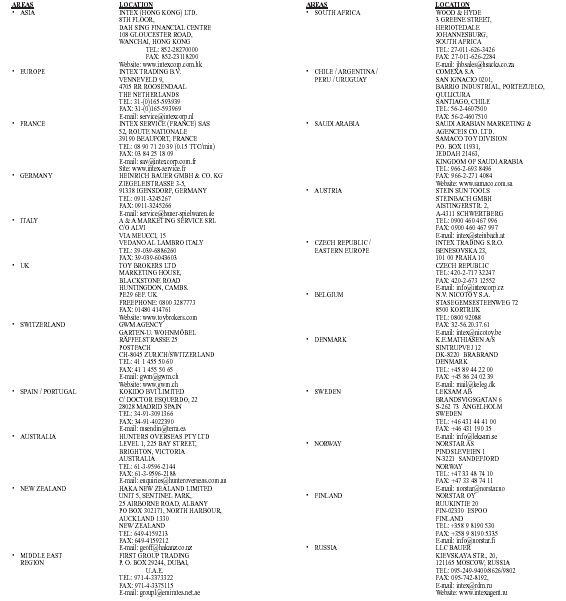 AREAS LOCATION
• ASIA INTEX (HONG KONG) LTD.
8TH FLOOR,
DAH SING FINANCIAL CENTRE
108 GLOUCESTER ROAD,
WANCHAI, HONG KONG
TEL: 852-28270000
FAX: 852-23118200
Website: www.intexcorp.com.hk
• EUROPE INTEX TRADING B.V.
VENNEVELD 9,
4705 RR ROOSENDAAL
THE NETHERLANDS
TEL: 31-(0)165-593939
FAX: 31-(0)165-593969
E-mail: service@intexcorp.nl
• FRANCE INTEX SERVICE (FRANCE) SAS
52, ROUTE NATIONALE
39190 BEAUFORT, FRANCE
TEL: 08 90 71 20 39 (0.15 TTC/min)
FAX: 03 84 25 18 09
E-mail: sav@intexcorp.com.fr
Site: www.intex-service.fr
• GERMANY HEINRICH BAUER GMBH & CO. KG
ZIEGELEISTRASSE 3-5,
91338 IGENSDORF, GERMANY
TEL: 0911-3245267
FAX: 0911-3245266
E-mail: service@bauer-spielwaren.de
• ITALY A & A MARKETING SERVICE SRL
C/O ALVI
VIA MEUCCI, 15
VEDANO AL LAMBRO ITALY
TEL: 39-039-6886260
FAX: 39-039-6043603
• UK TOY BROKERS LTD
MARKETING HOUSE,
BLACKSTONE ROAD
HUNTINGDON, CAMBS.
PE29 6EF. UK
FREEPHONE: 0800 3287773
FAX: 01480 414761
Website: www.toybrokers.com
• SWITZERLAND GWM AGENCY
GARTEN-U. WOHNMÖBEL
RÄFFELSTRASSE 25
POSTFACH
CH-8045 ZURICH/SWITZERLAND
TEL: 41 1 455 50 60
FAX: 41 1 455 50 65
E-mail: gwm@gwm.ch
Website: www.gwm.ch
• SPAIN / PORTUGAL KOKIDO BVI LIMITED
C/ DOCTOR ESQUERDO, 22
28028 MADRID SPAIN
TEL: 34-91-3091366
FAX: 34-91-4022390
E-mail: msendin@terra.es
• AUSTRALIA HUNTERS OVERSEAS PTY LTD
LEVEL 1, 225 BAY STREET,
BRIGHTON, VICTORIA
AUSTRALIA
TEL: 61-3-9596-2144
FAX: 61-3-9596-2188
E-mail: enquiries@hunteroverseas.com.au
• NEW ZEALAND HAKA NEW ZEALAND LIMITED
UNIT 5, SENTINEL PARK,
25 AIRBORNE ROAD, ALBANY
PO BOX 302171, NORTH HARBOUR,
AUCKLAND 1330
NEW ZEALAND
TEL: 649-4159213
FAX: 649-4159212
E-mail: geoff@hakanz.co.nz
• MIDDLE EAST FIRST GROUP TRADING
REGION P. O. BOX 29244, DUBAI,
U.A.E.
TEL: 971-4-3373322
FAX: 971-4-3375115
E-mail: group1@emirates.net.ae
AREAS LOCATION
• SOUTH AFRICA WOOD & HYDE
3 GREENE STREET,
HERIOTEDALE
JOHANNESBURG,
SOUTH AFRICA
TEL: 27-011-626-3426
FAX: 27-011-626-2284
E-mail: jhbsales@hsucka.co.za
• CHILE / ARGENTINA / COMEXA S.A
PERU / URUGUAY SAN IGNACIO 0201,
BARRIO INDUSTRIAL, PORTEZUELO,
QUILICURA
SANTIAGO, CHILE
TEL: 56-2-4607500
FAX: 56-2-4607510
• SAUDI ARABIA SAUDI ARABIAN MARKETING &
AGENCEIS CO. LTD.
SAMACO TOY DIVISION
P.O. BOX 11931,
JEDDAH 21463,
KINGDOM OF SAUDI ARABIA
TEL: 966-2-693 8496
FAX: 966-2-271 4084
Website: www.samaco.com.sa
• AUSTRIA STEIN SUN TOOLS
STEINBACH GMBH
AISTINGERSTR. 2,
A-4311 SCHWERTBERG
TEL: 0900 460 467 996
FAX: 0900 460 467 997
E-mail: intex@steinbach.at
• CZECH REPUBLIC / INTEX TRADING S.R.O.
EASTERN EUROPE BENESOVSKA 23,
101 00 PRAHA 10
CZECH REPUBLIC
TEL: 420-2-717 32247
FAX: 420-2-673 12552
E-mail: info@intexcorp.cz
• BELGIUM N.V. NICOTOY S.A.
STASEGEMSESTEENWEG 72
8500 KORTRIJK
TEL: 0800 92088
FAX: 32-56.20.37.61
E-mail: intex@nicotoy.be
• DENMARK K.E.MATHIASEN A/S
SINTRUPVEJ 12
DK-8220 BRABRAND
DENMARK
TEL: +45 89 44 22 00
FAX: +45 86 24 02 39
E-mail: mail@keleg.dk
• SWEDEN LEKSAM AB
BRANDSVIGSGATAN 6
S-262 73 ÄNGELHOLM
SWEDEN
TEL: +46 431 44 41 00
FAX: +46 431 190 35
E-mail: info@leksam.se
• NORWAY NORSTAR AS
PINDSLEVEIEN 1
N-3221 SANDEFJORD
NORWAY
TEL: +47 33 48 74 10
FAX: +47 33 48 74 11
E-mail: norstar@norstar.no
• FINLAND NORSTAR OY
RUUKINTIE 20
FIN-02330 ESPOO
FINLAND
TEL: +358 9 8190 530
FAX: +358 9 8190 5335
E-mail: info@norstar.fi
• RUSSIA LLC BAUER
KIEVSKAYA STR., 20,
121165 MOSCOW, RUSSIA
TEL: 095-249-9400/8626/9802
FAX: 095-742-8192,
E-mail: intex@rdm.ru
Website: www.intexagent.ru